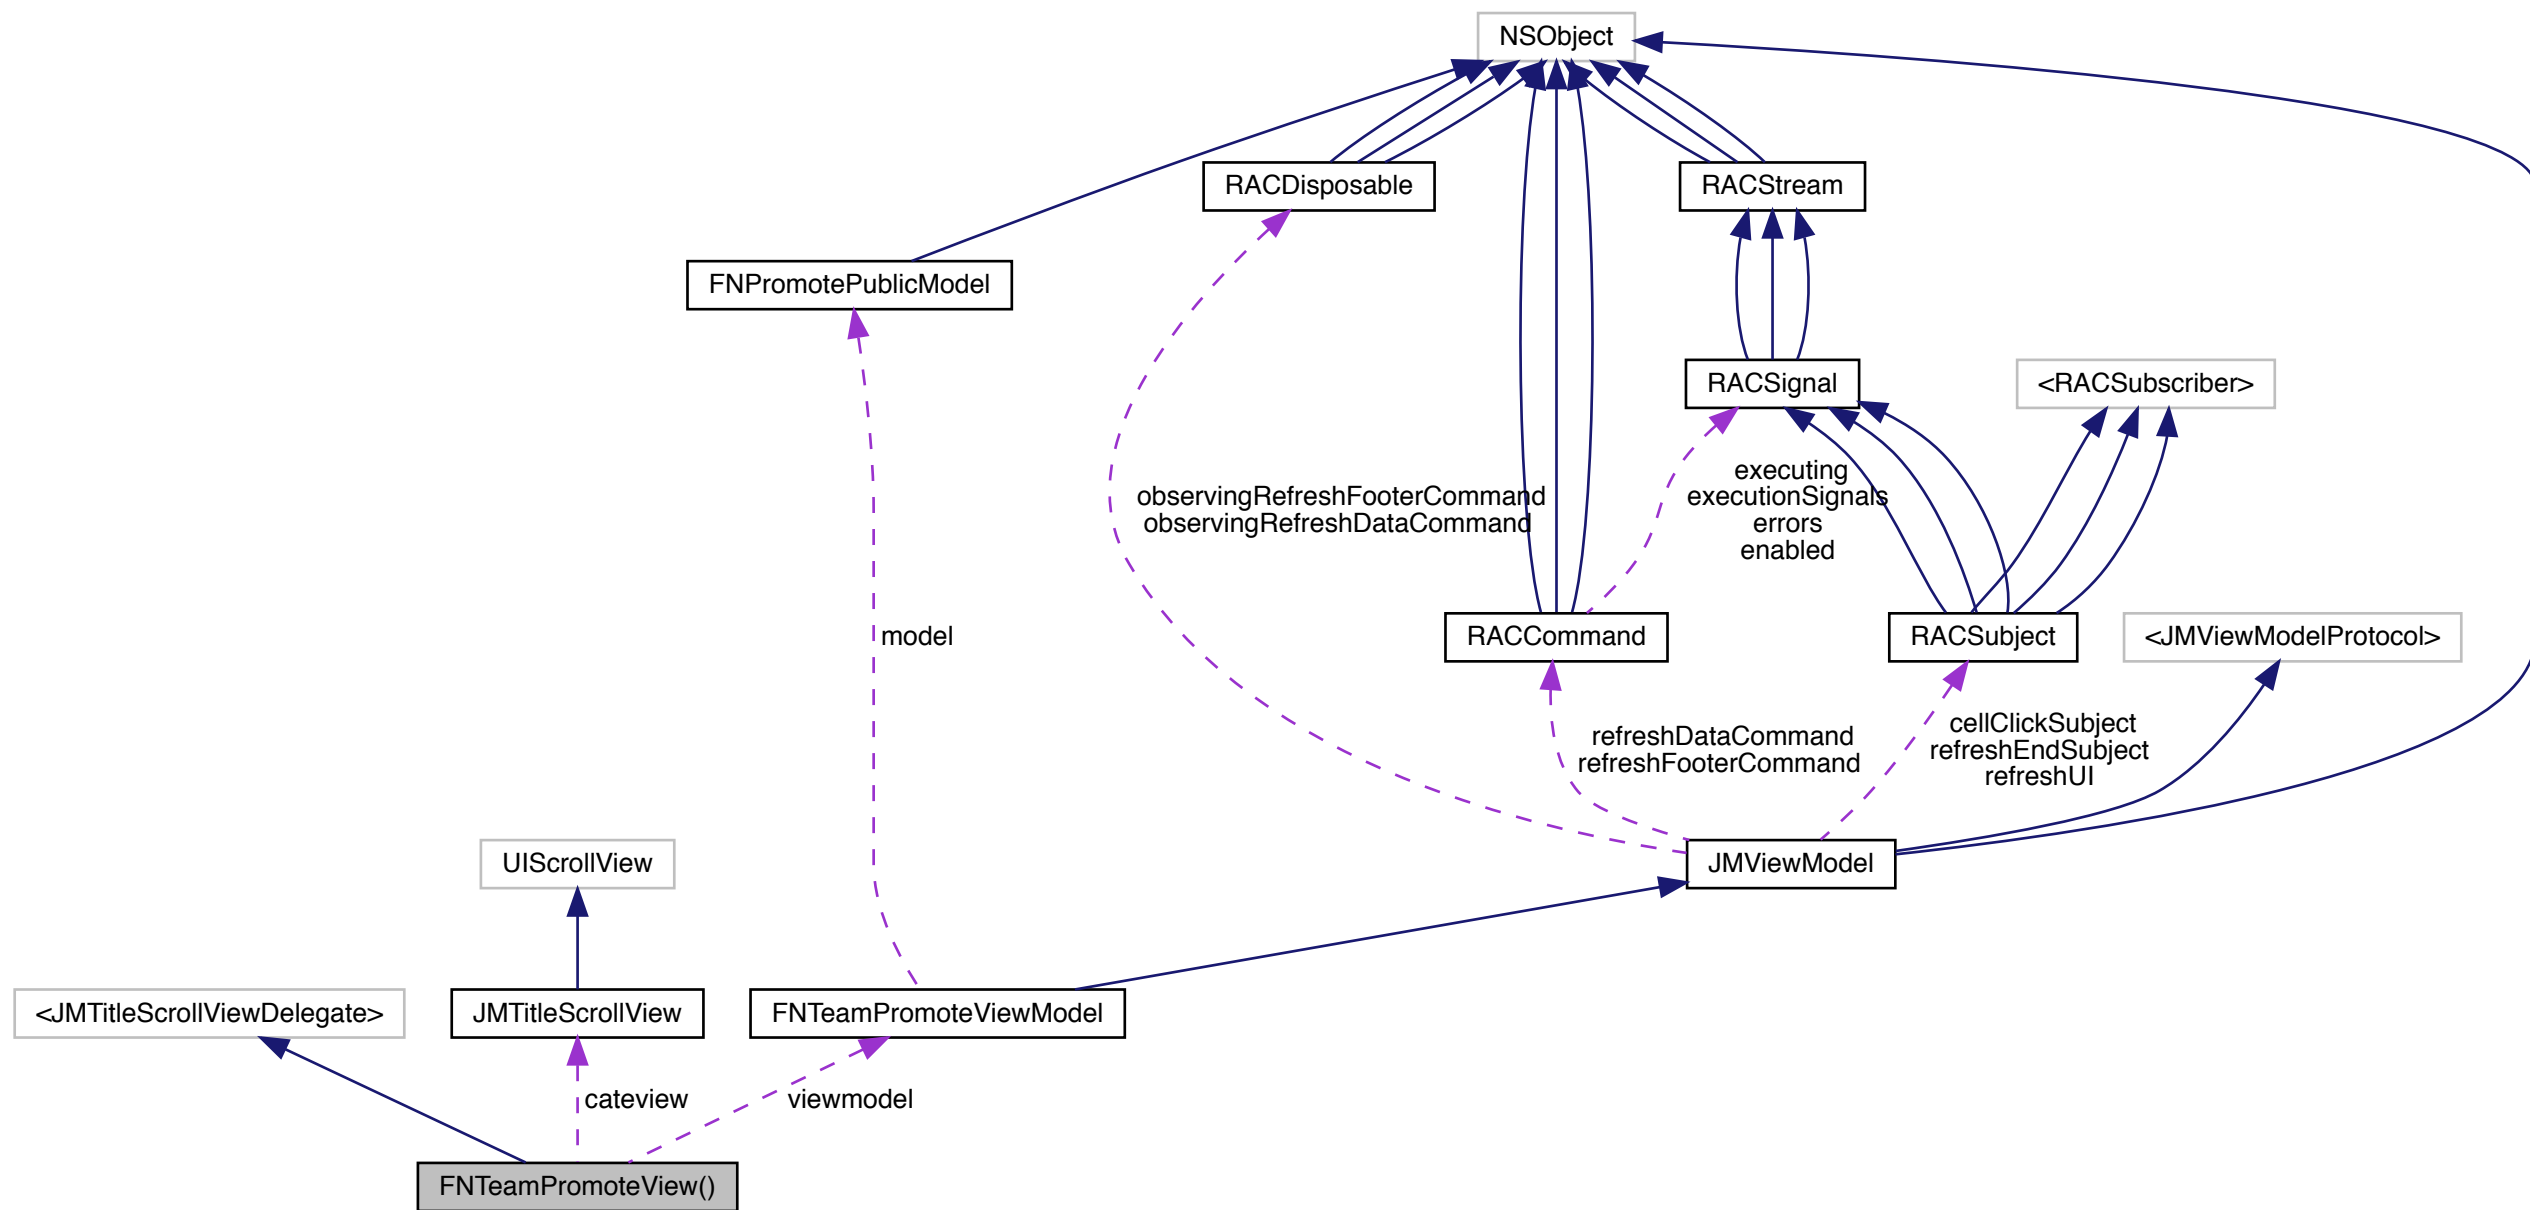 NSObject
RACDisposable
RACStream
FNPromotePublicModel
RACSignal
<RACSubscriber>
executing
executionSignals
errors
enabled
observingRefreshFooterCommand
observingRefreshDataCommand
model
RACCommand
RACSubject
<JMViewModelProtocol>
refreshDataCommand
refreshFooterCommand
cellClickSubject
refreshEndSubject
refreshUI
UIScrollView
JMViewModel
<JMTitleScrollViewDelegate>
JMTitleScrollView
FNTeamPromoteViewModel
cateview
viewmodel
FNTeamPromoteView()